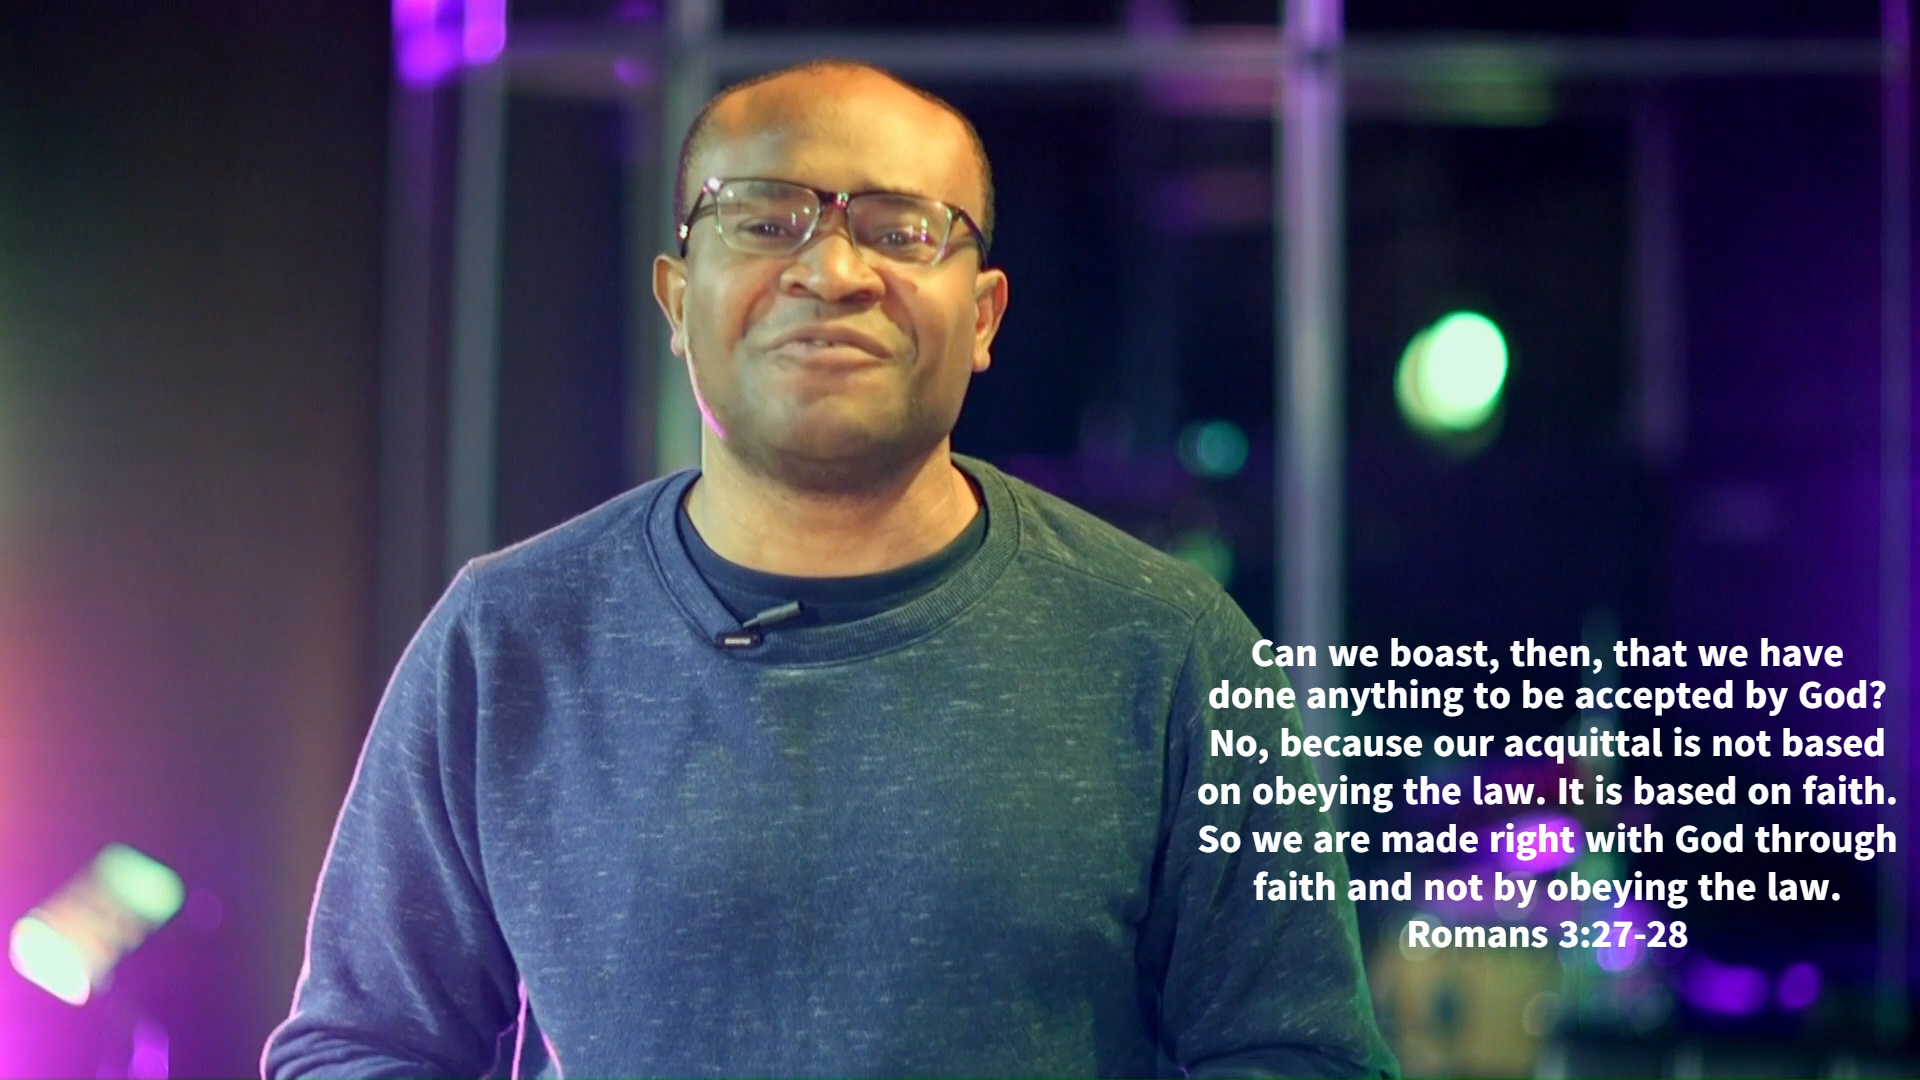 Can we boast, then, that we have
done anything to be accepted by God?
No, because our acquittal is not based
on obeying the law. It is based on faith.
So we are made right with God through
faith and not by obeying the law.
Romans 3:27-28